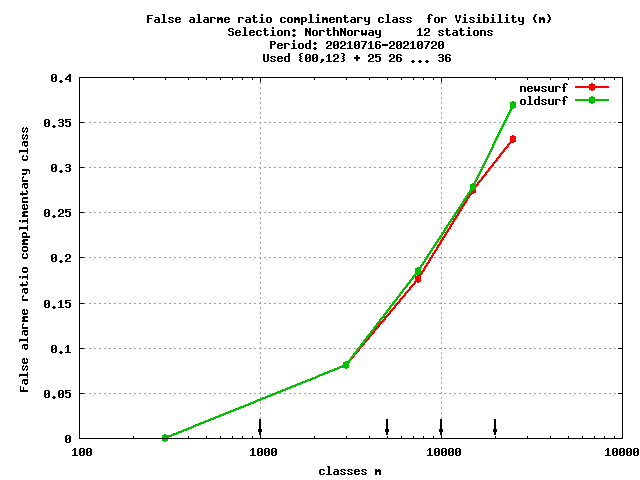 False alarme ratio complimentary class  for Visibility (m)
Selection: NorthNorway     12 stations
Period: 20210716-20210720
Used {00,12} + 25 26 ... 36
newsurf
oldsurf
False alarme ratio complimentary class
0.4
0.35
0.3
0.25
0.2
0.15
0.1
0.05
0
100 1000 10000 10000
classes m